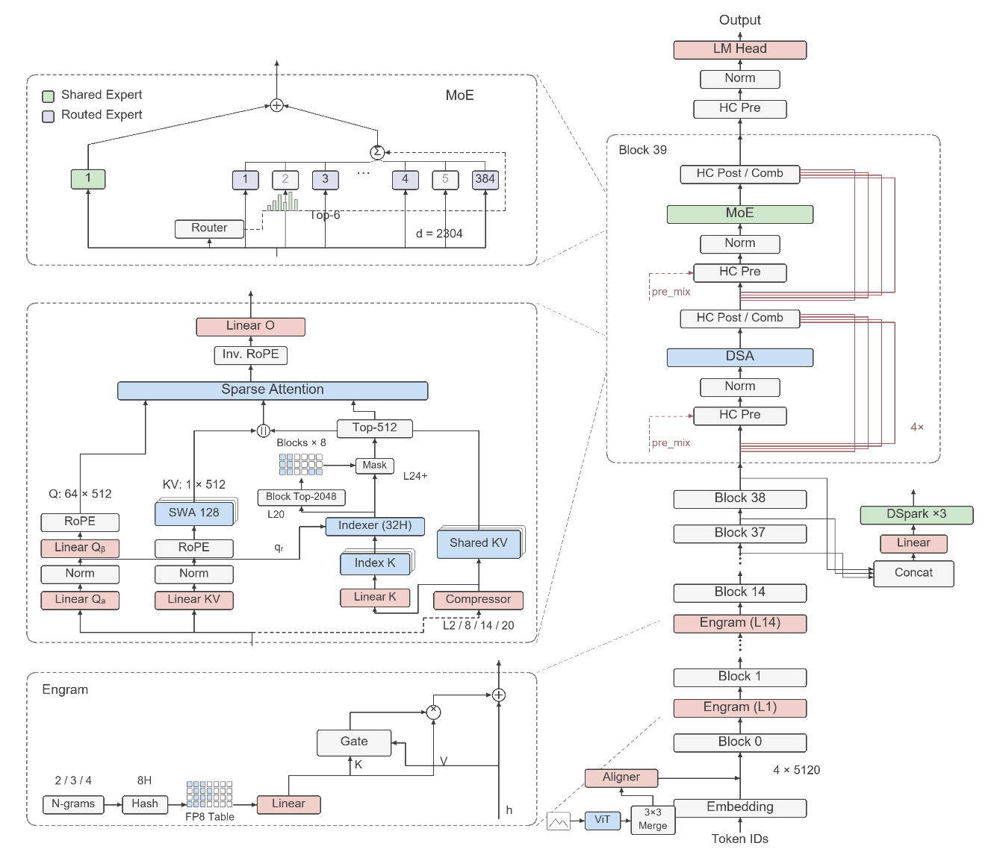 Output
LM Head
Norm
HC Pre
Block 39
HC Post / Comb
MoE
Norm
HC Pre
pre_mix
HC Post / Comb
DSA
Norm
HC Pre
4×
pre_mix
Block 38
Block 37
DSpark ×3
Linear
Concat
Block 14
Engram (L14)
Block 1
Engram (L1)
Block 0
4 × 5120
Aligner
Embedding
ViT
3×3
Merge
Token IDs
Shared Expert
Routed Expert
MoE
Σ
1
1
2
3
...
4
5
384
Top-6
Router
d = 2304
Linear O
Inv. RoPE
Sparse Attention
Top-512
Blocks × 8
Mask
L24+
Block Top-2048
L20
Q: 64 × 512
KV: 1 × 512
RoPE
SWA 128
Indexer (32H)
Shared KV
Linear Qᵦ
RoPE
qᵣ
Index K
Norm
Norm
Linear Qₐ
Linear KV
Linear K
Compressor
L2 / 8 / 14 / 20
Engram
×
Gate
K
V
2 / 3 / 4
8H
N-grams
Hash
FP8 Table
Linear
h